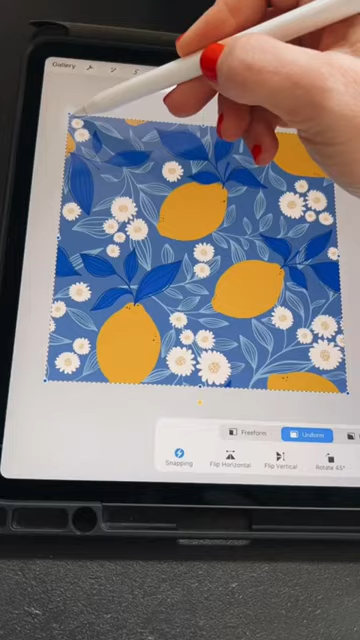 Gallery
Freeform
Uniform
Snapping
Flip Horizontal
Flip Vertical
Rotate 45°